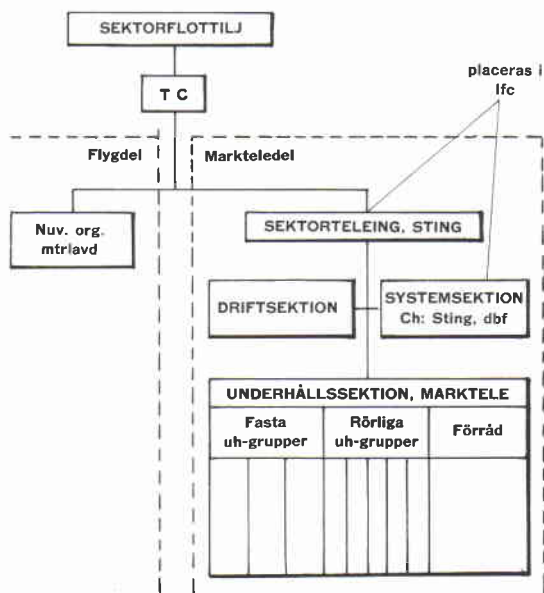 SEKTORFLOTTILJ
placeras i
lfc
T C
Flygdel
Markteledel
Nuv. org.
mtrlavd
SEKTORTELEING, STING
DRIFTSEKTION
SYSTEMSEKTION
Ch: Sting, dbf
UNDERHÅLLSSEKTION, MARKTELE
Fasta
uh-grupper
Rörliga
uh-grupper
Förråd